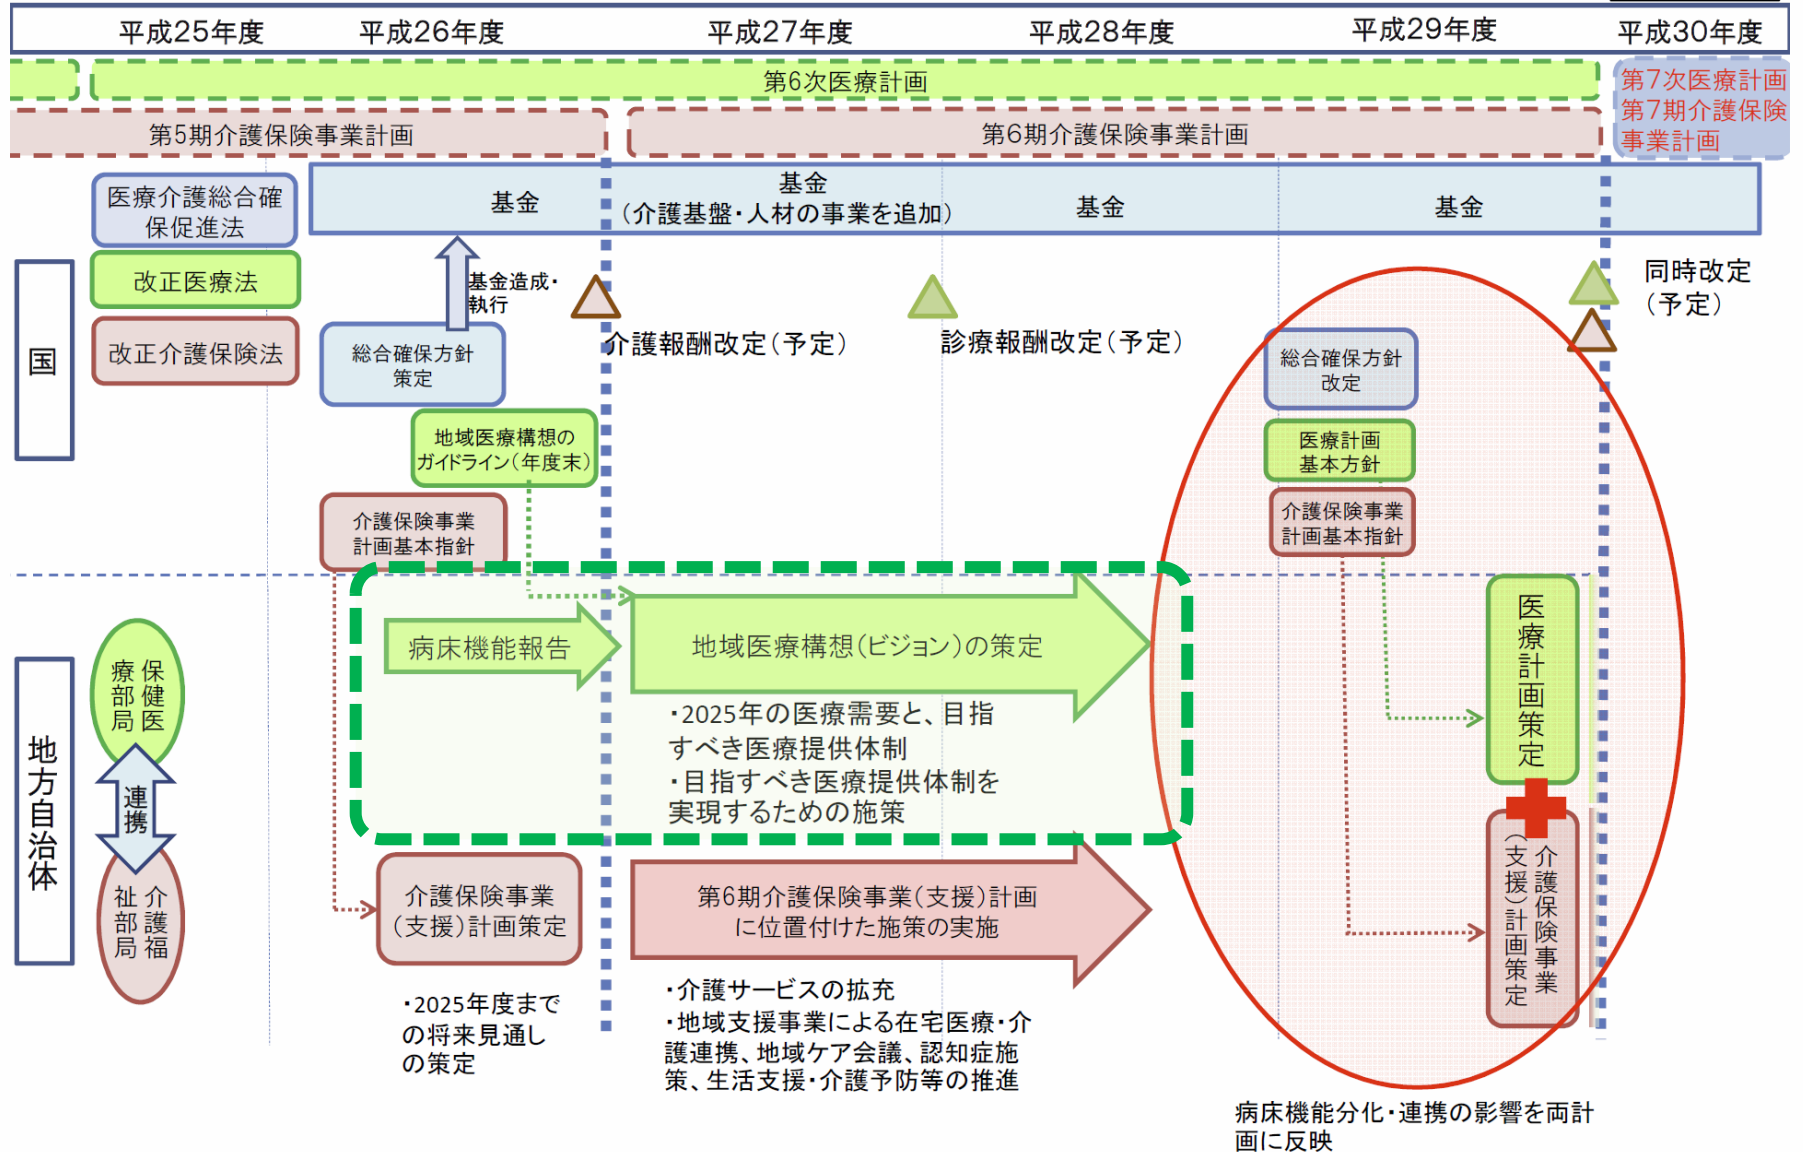 平成25年度
平成26年度
平成27年度
平成28年度
平成29年度
平成30年度
第6次医療計画
第7次医療計画
第7期介護保険
事業計画
第5期介護保険事業計画
第6期介護保険事業計画
医療介護総合確
保促進法
基金
基金
（介護基盤・人材の事業を追加）
基金
基金
国
改正医療法
改正介護保険法
基金造成・
執行
介護報酬改定（予定）
診療報酬改定（予定）
同時改定
（予定）
総合確保方針
策定
総合確保方針
改定
地域医療構想の
ガイドライン（年度末）
医療計画
基本方針
介護保険事業
計画基本指針
介護保険事業
計画基本指針
地方自治体
保健医
療部局
連携
介護福
祉部局
病床機能報告
地域医療構想（ビジョン）の策定
・2025年の医療需要と、目指
すべき医療提供体制
・目指すべき医療提供体制を
実現するための施策
医療計画策定
介護保険事業
（支援）計画策定
介護保険事業
（支援）計画策定
第6期介護保険事業（支援）計画
に位置付けた施策の実施
・2025年度まで
の将来見通し
の策定
・介護サービスの拡充
・地域支援事業による在宅医療・介
護連携、地域ケア会議、認知症施
策、生活支援・介護予防等の推進
病床機能分化・連携の影響を両計
画に反映